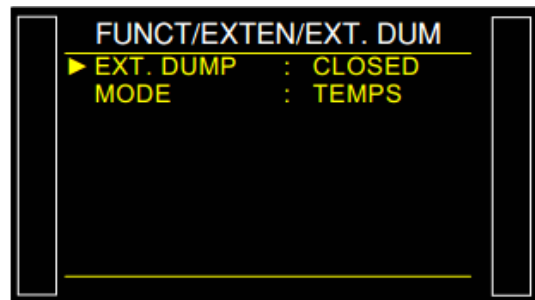 FUNCT/EXTEN/EXT. DUM
EXT. DUMP : CLOSED
MODE : TEMPS